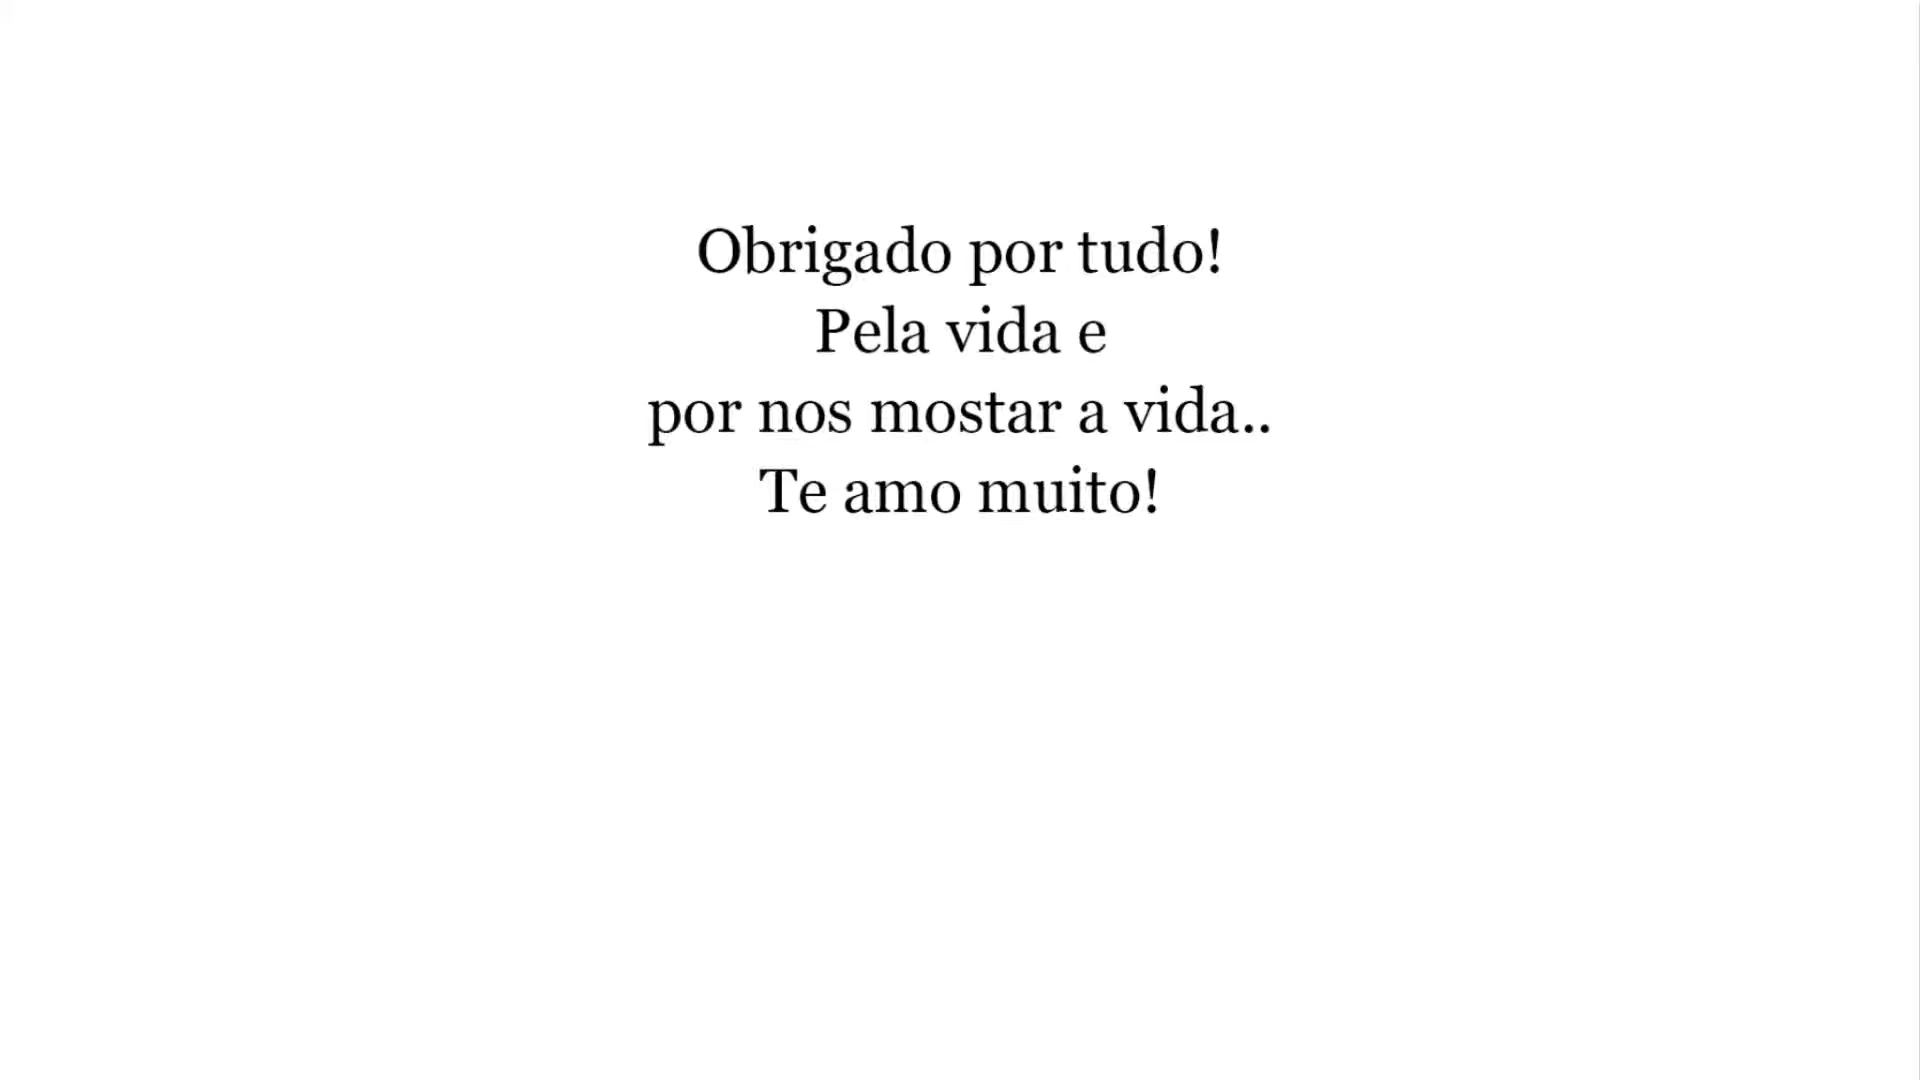 Obrigado por tudo!
Pela vida e
por nos mostar a vida..
Te amo muito!